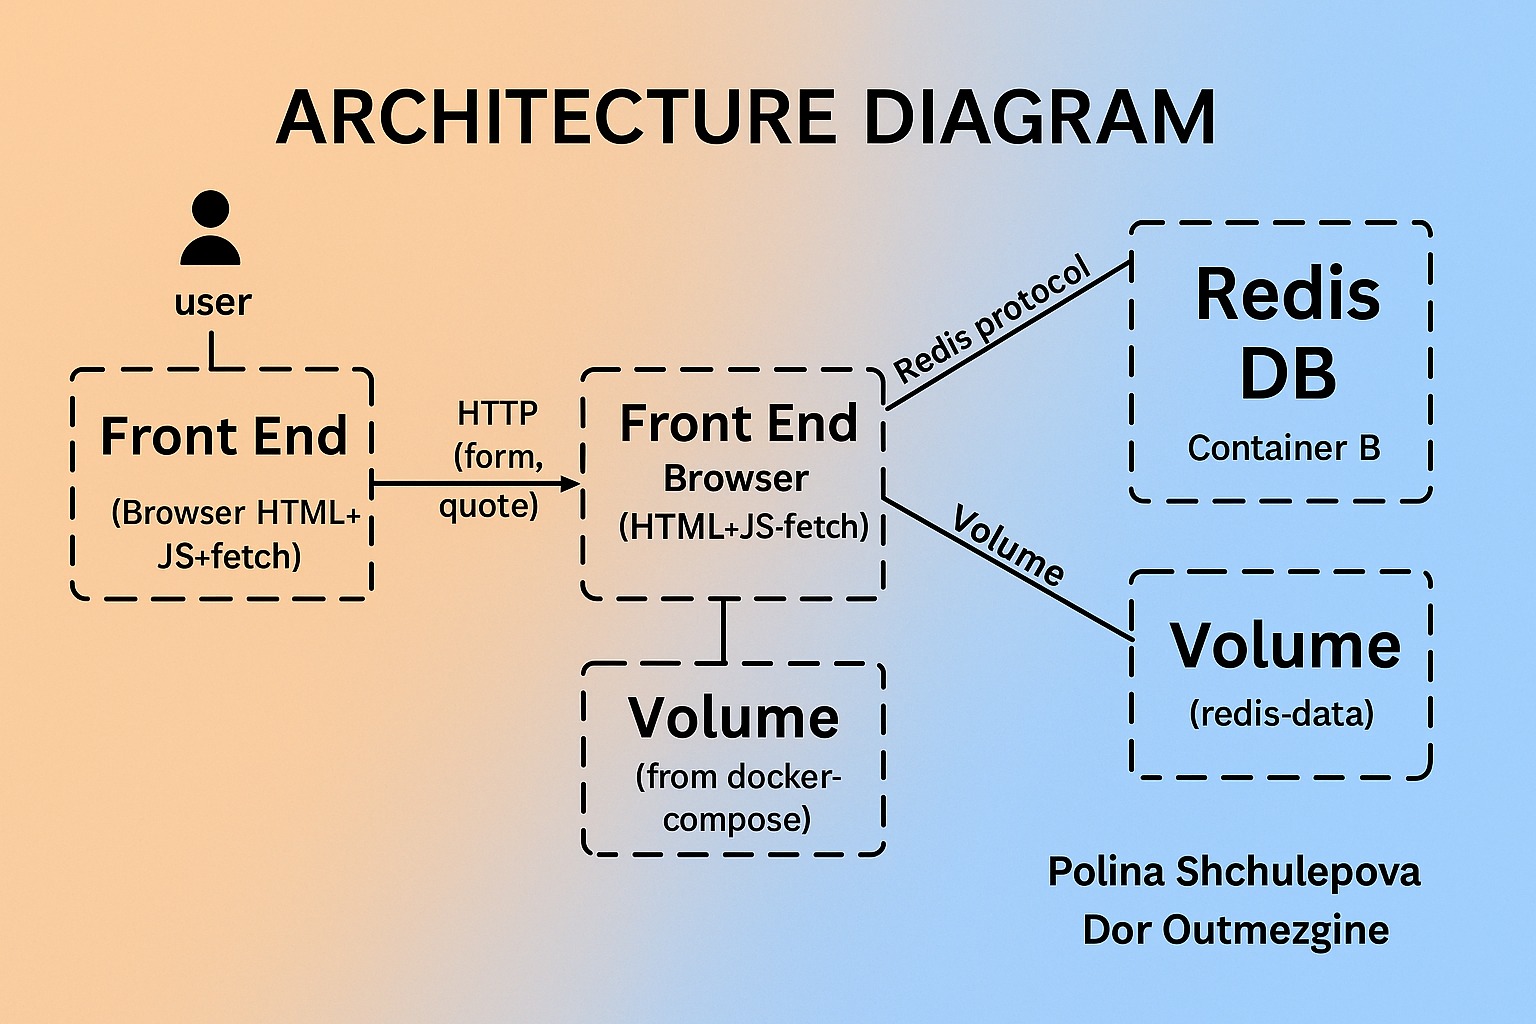 ARCHITECTURE DIAGRAM
user
Front End
(Browser HTML+
JS+fetch)
HTTP
(form,
quote)
Front End
Browser
(HTML+JS-fetch)
Volume
(from docker-
compose)
Redis protocol
Volume
Redis
DB
Container B
Volume
(redis-data)
Polina Shchulepova
Dor Outmezgine